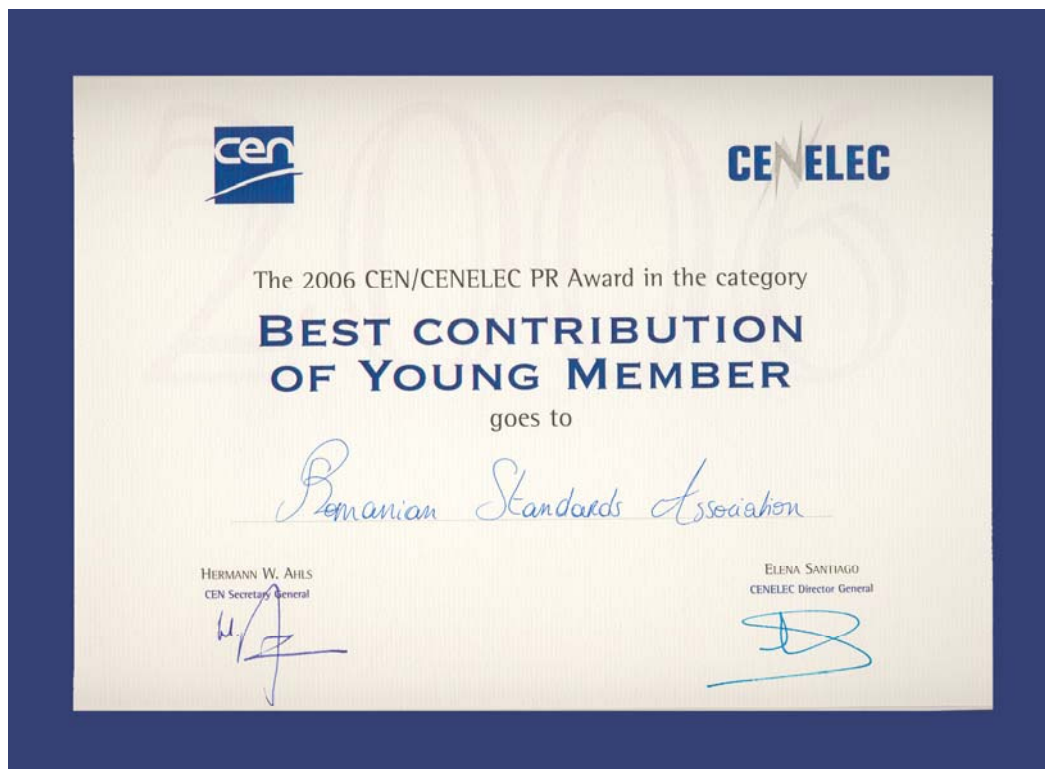 2006
cen
CENELEC
The 2006 CEN/CENELEC PR Award in the category
BEST CONTRIBUTION
OF YOUNG MEMBER
goes to
Romanian Standards Association
HERMANN W. AHLS
CEN Secretary General
ELENA SANTIAGO
CENELEC Director General